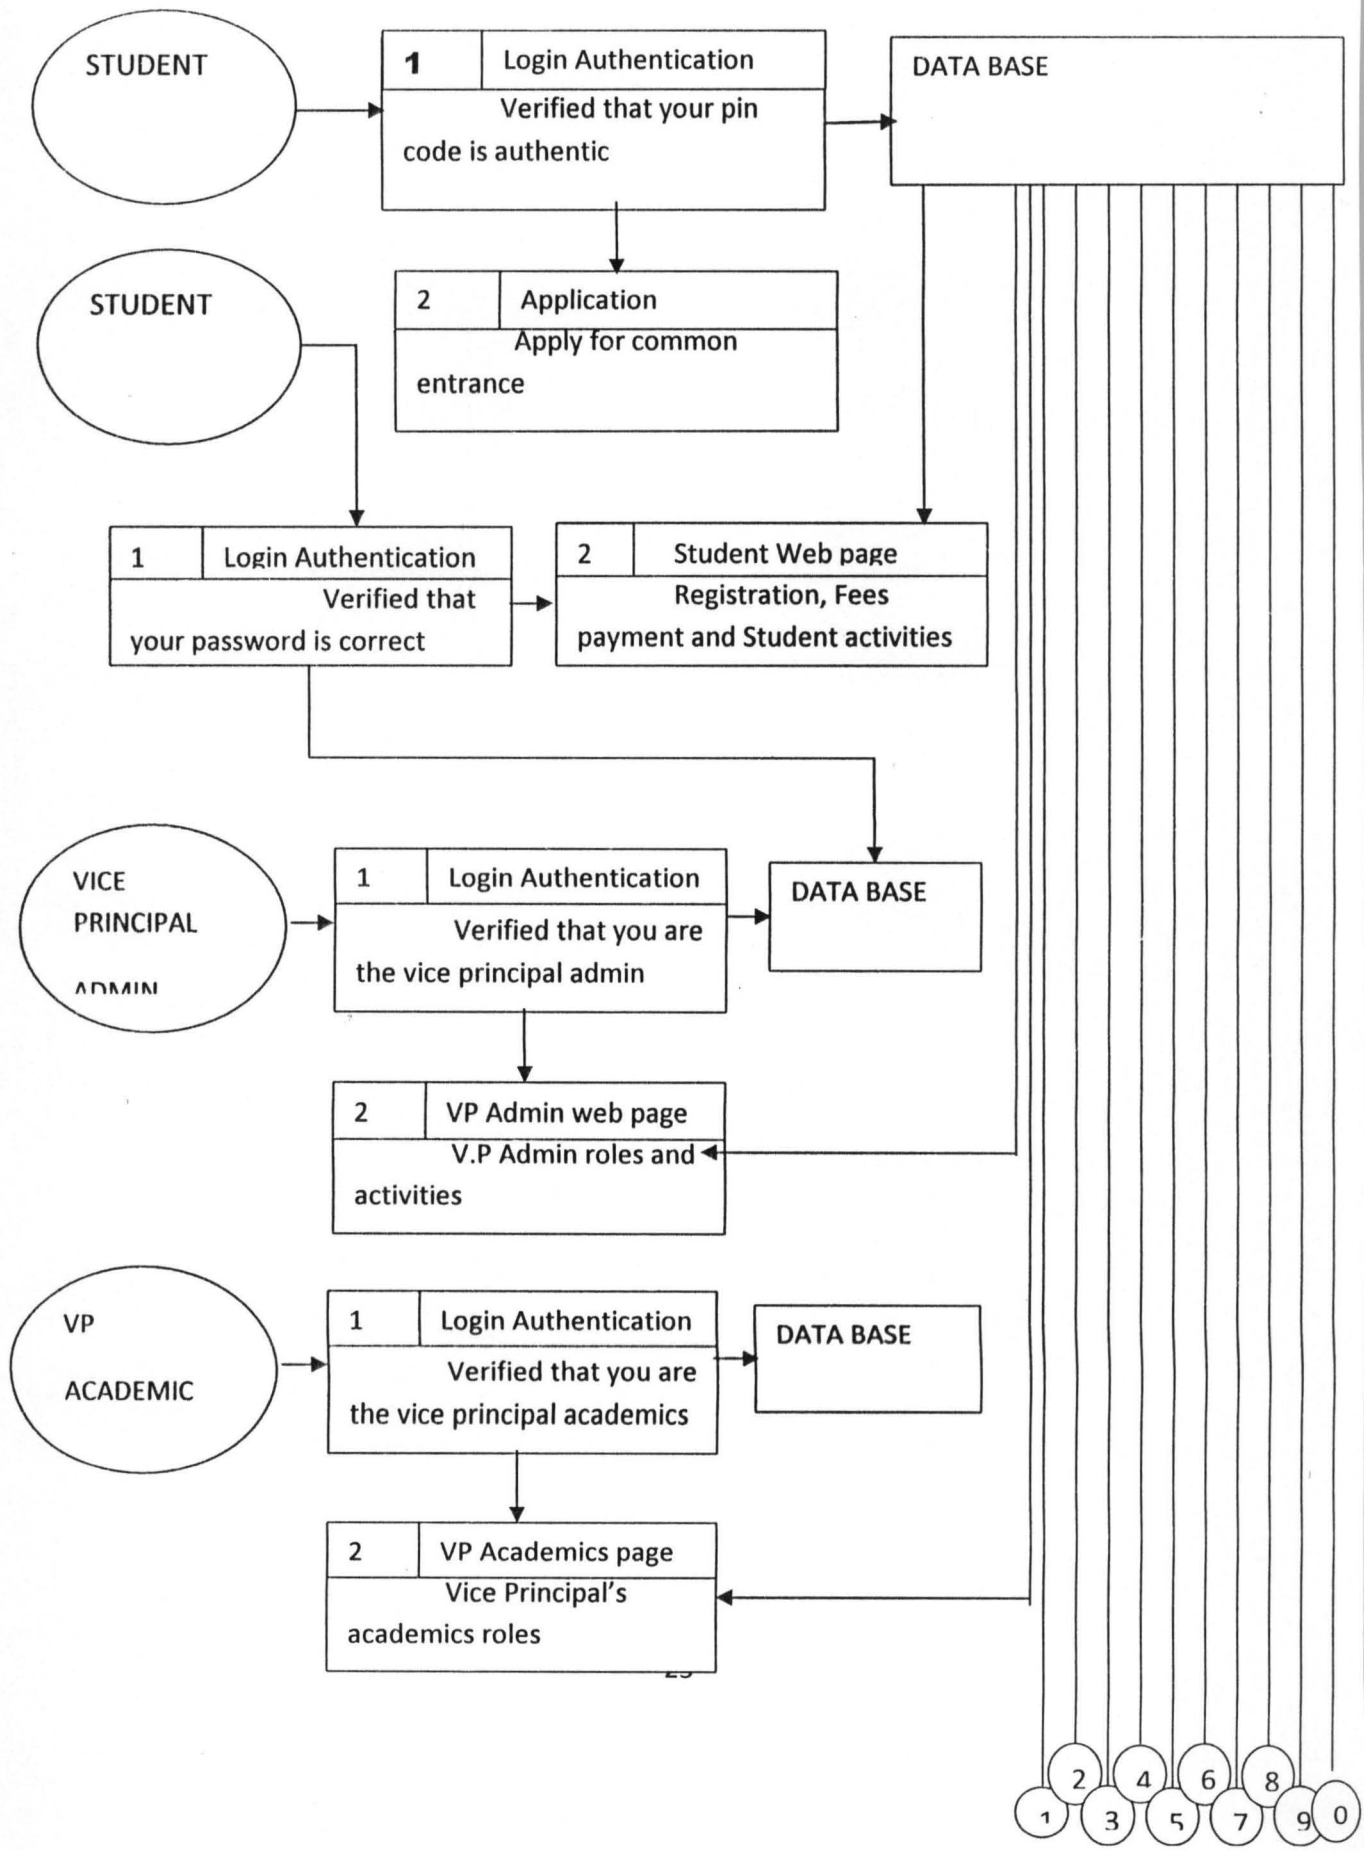 STUDENT
1 Login Authentication
Verified that your pin
code is authentic
DATA BASE
STUDENT
2 Application
Apply for common
entrance
1 Login Authentication
Verified that
your password is correct
2 Student Web page
Registration, Fees
payment and Student activities
VICE
PRINCIPAL
ADMIN
1 Login Authentication
Verified that you are
the vice principal admin
DATA BASE
2 VP Admin web page
V.P Admin roles and
activities
VP
ACADEMIC
1 Login Authentication
Verified that you are
the vice principal academics
DATA BASE
2 VP Academics page
Vice Principal's
academics roles
2 4 6 8
1 3 5 7 9 0